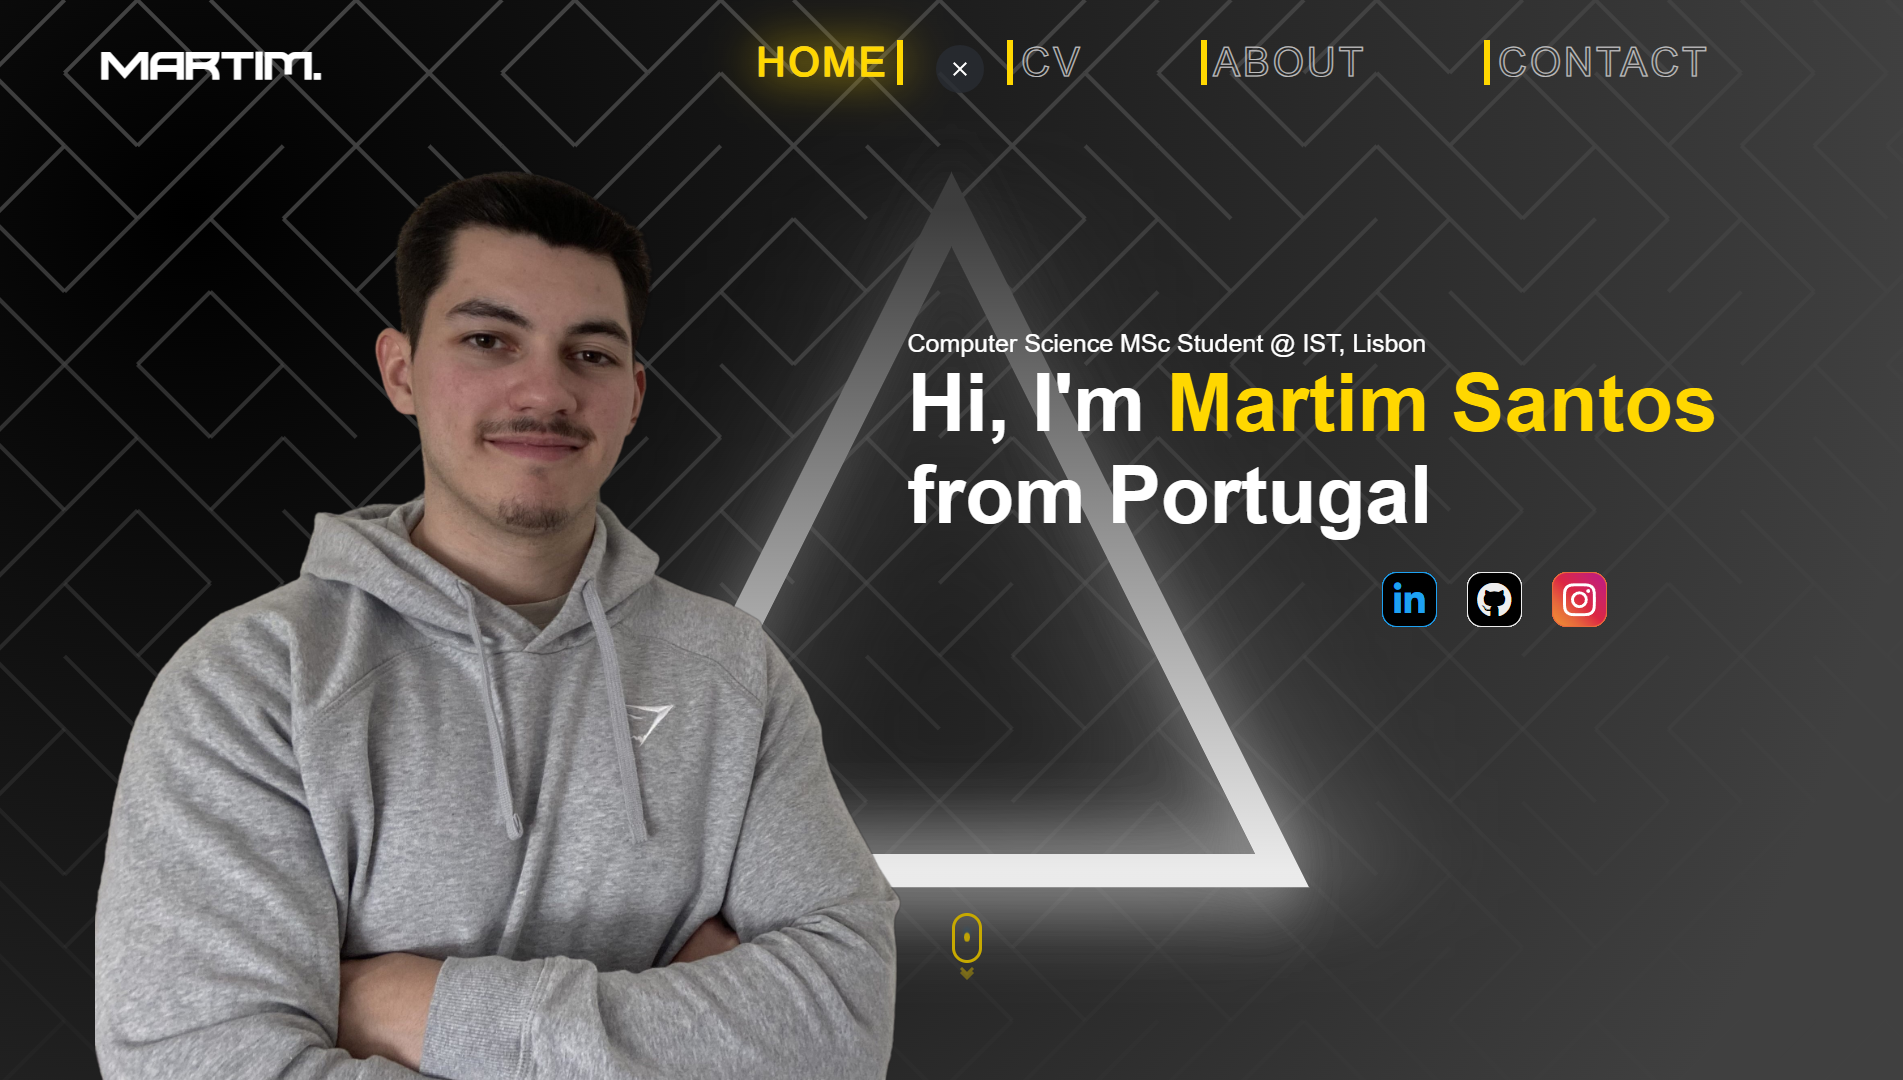 MARTIM.
HOME
CV
ABOUT
CONTACT
Computer Science MSc Student @ IST, Lisbon
Hi, I'm Martim Santos
from Portugal
in